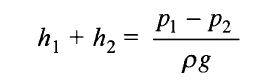 h₁ + h₂ = (p₁ − p₂) / ρg